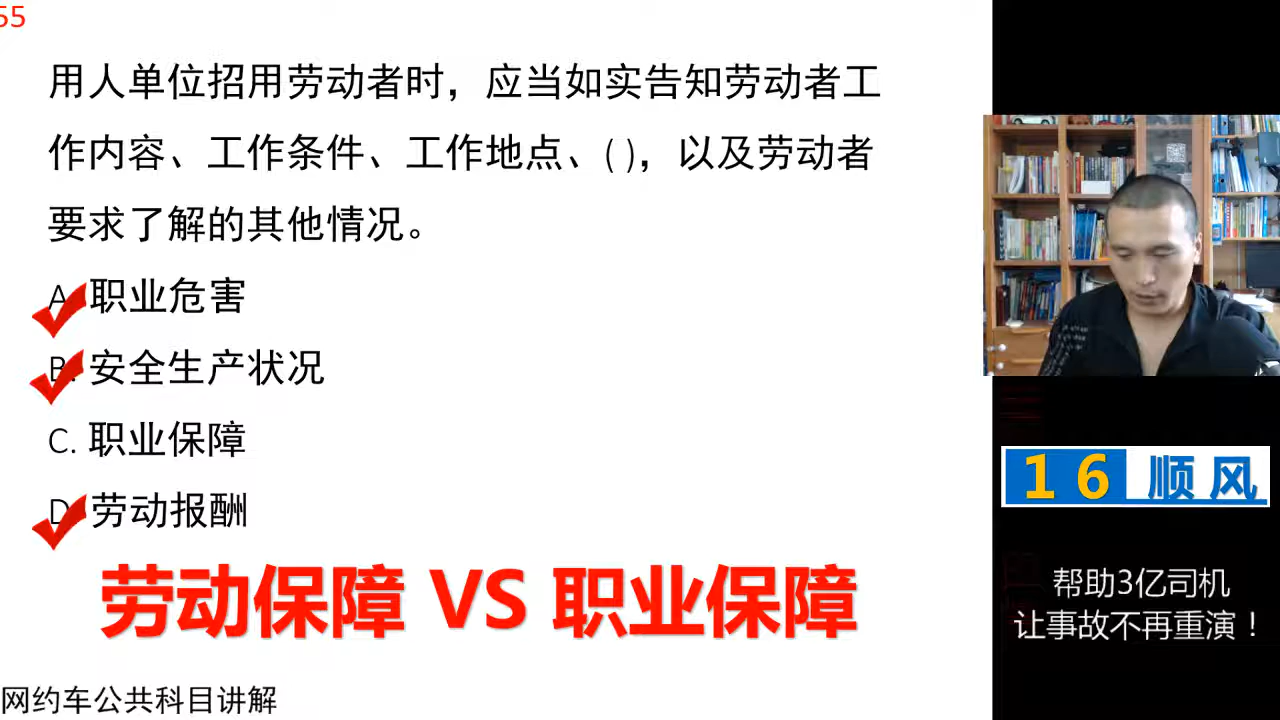 55
用人单位招用劳动者时，应当如实告知劳动者工
作内容、工作条件、工作地点、( )，以及劳动者
要求了解的其他情况。
A. 职业危害
B. 安全生产状况
C. 职业保障
D. 劳动报酬
劳动保障 VS 职业保障
网约车公共科目讲解
16 顺风
帮助3亿司机
让事故不再重演！